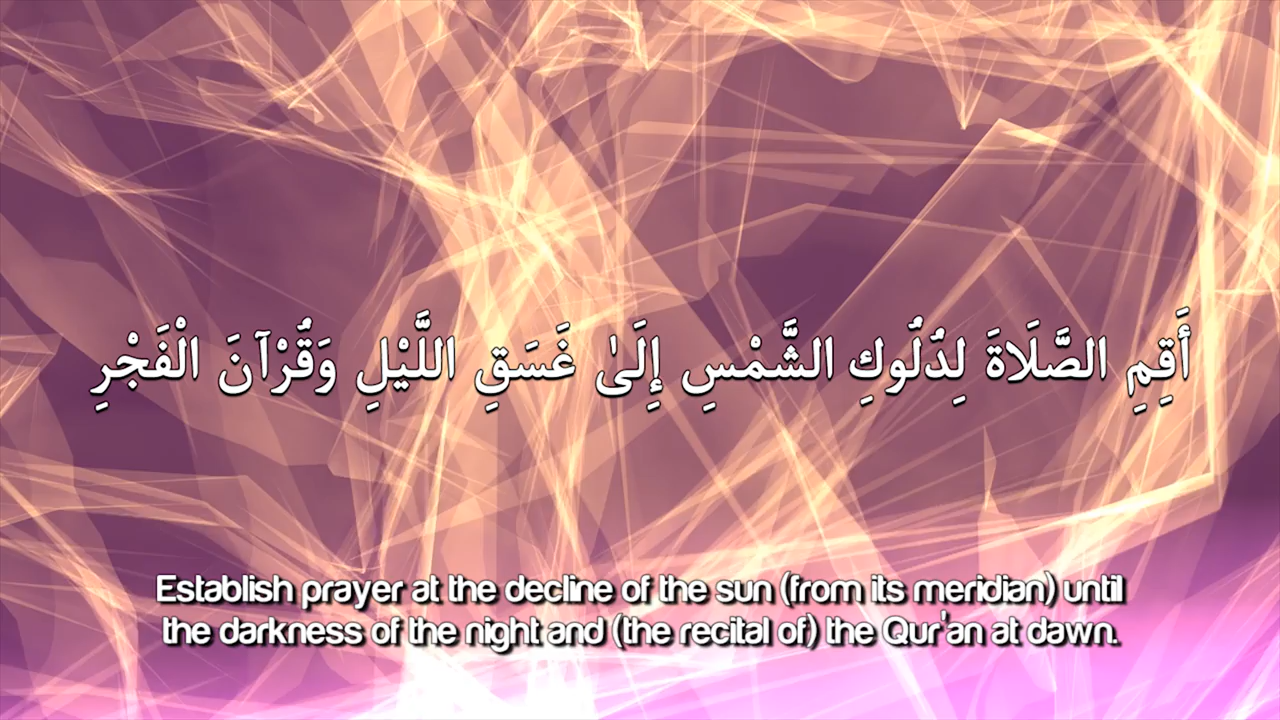 أَقِمِ الصَّلَاةَ لِدُلُوكِ الشَّمْسِ إِلَىٰ غَسَقِ اللَّيْلِ وَقُرْآنَ الْفَجْرِ
Establish prayer at the decline of the sun (from its meridian) until
the darkness of the night and (the recital of) the Qur'an at dawn.